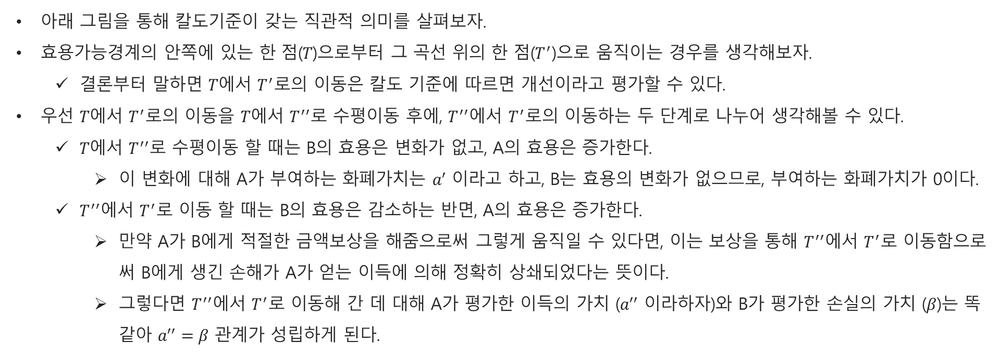 • 아래 그림을 통해 칼도기준이 갖는 직관적 의미를 살펴보자.
• 효용가능경계의 안쪽에 있는 한 점(T)으로부터 그 곡선 위의 한 점(T′)으로 움직이는 경우를 생각해보자.
✓ 결론부터 말하면 T에서 T′로의 이동은 칼도 기준에 따르면 개선이라고 평가할 수 있다.
• 우선 T에서 T′로의 이동을 T에서 T′′로 수평이동 후에, T′′에서 T′로의 이동하는 두 단계로 나누어 생각해볼 수 있다.
✓ T에서 T′′로 수평이동 할 때는 B의 효용은 변화가 없고, A의 효용은 증가한다.
➢ 이 변화에 대해 A가 부여하는 화폐가치는 a′ 이라고 하고, B는 효용의 변화가 없으므로, 부여하는 화폐가치가 0이다.
✓ T′′에서 T′로 이동 할 때는 B의 효용은 감소하는 반면, A의 효용은 증가한다.
➢ 만약 A가 B에게 적절한 금액보상을 해줌으로써 그렇게 움직일 수 있다면, 이는 보상을 통해 T′′에서 T′로 이동함으로
써 B에게 생긴 손해가 A가 얻는 이득에 의해 정확히 상쇄되었다는 뜻이다.
➢ 그렇다면 T′′에서 T′로 이동해 간 데 대해 A가 평가한 이득의 가치 (a′′ 이라하자)와 B가 평가한 손실의 가치 (β)는 똑
같아 a′′ = β 관계가 성립하게 된다.